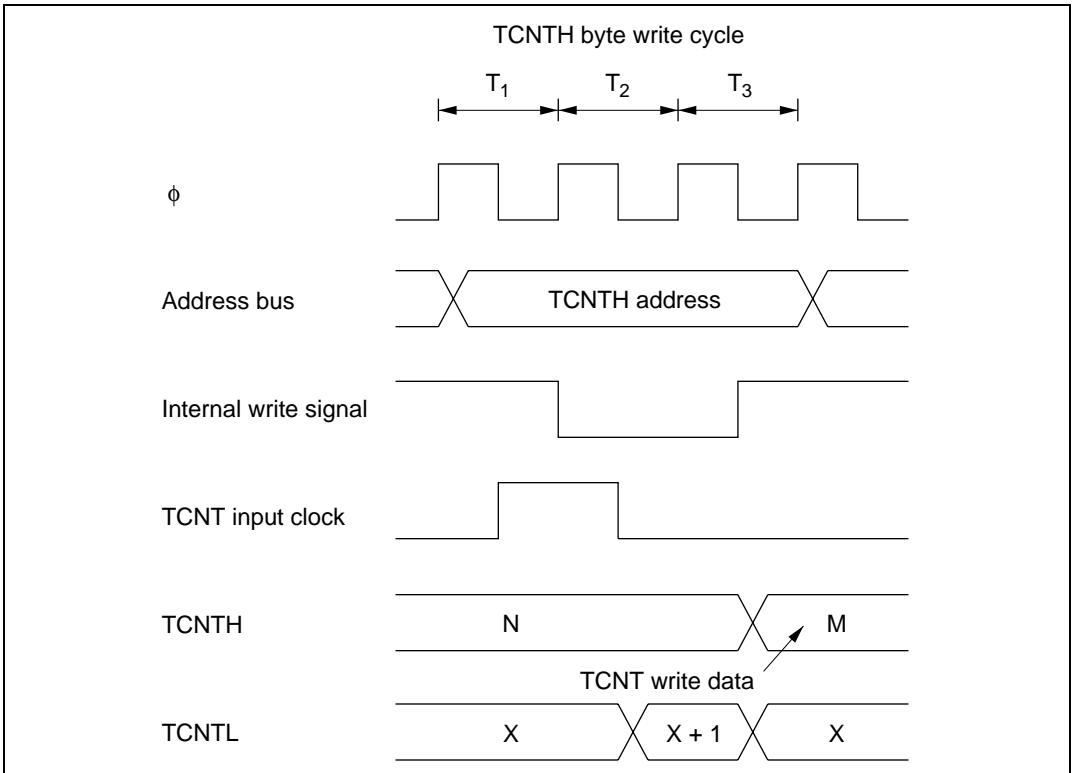 TCNTH byte write cycle
T1 T2 T3
φ
Address bus TCNTH address
Internal write signal
TCNT input clock
TCNTH N M
TCNT write data
TCNTL X X + 1 X